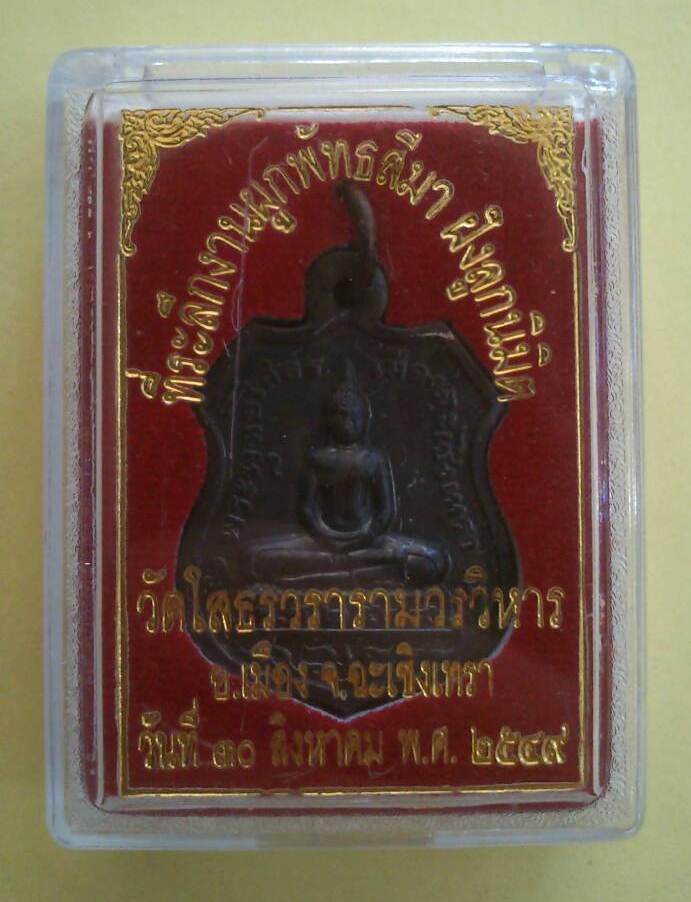 ที่ระลึกงานผูกพัทธสีมา ฝังลูกนิมิต
วัดโสธรวรารามวรวิหาร
อ.เมือง จ.ฉะเชิงเทรา
วันที่ ๓๐ สิงหาคม พ.ศ. ๒๕๔๙